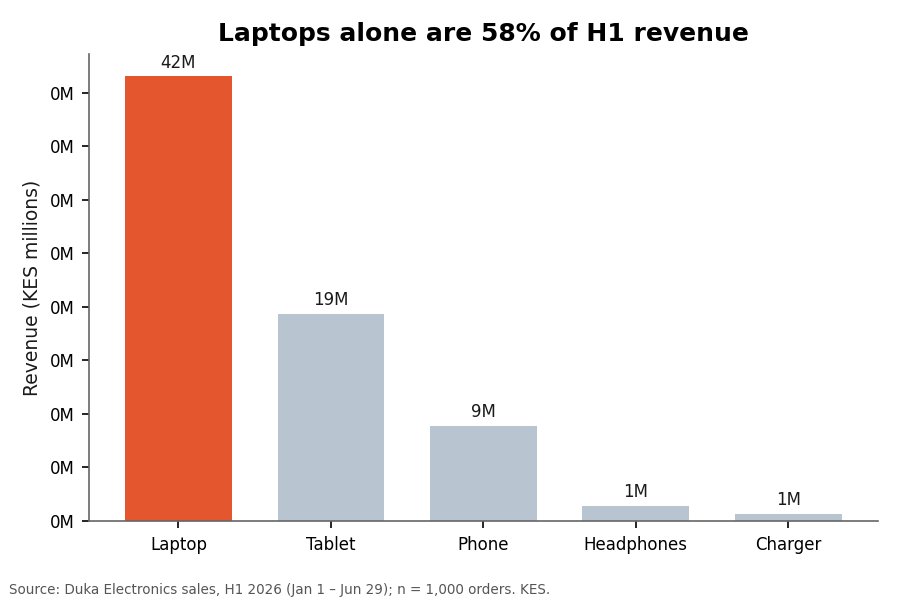 Laptops alone are 58% of H1 revenue
42M
0M
0M
0M
0M
19M
0M
0M
9M
0M
1M
0M
1M
0M
Revenue (KES millions)
Laptop Tablet Phone Headphones Charger
Source: Duka Electronics sales, H1 2026 (Jan 1 – Jun 29); n = 1,000 orders. KES.